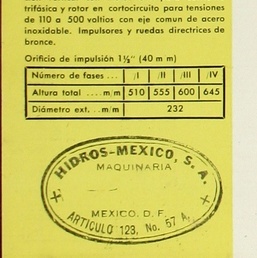 trifásica y rotor en cortocircuito para tensiones
de 110 a 500 voltios con eje comun de acero
inoxidable. Impulsores y ruedas directrices de
bronce.
Orificio de impulsión 1½" (40 m m)
Número de fases ... /I /II /III /IV
Altura total .... m/m 510 555 600 645
Diámetro ext. .. m/m 232
HIDROS-MEXICO, S. A.
MAQUINARIA
MEXICO, D. F.
ARTICULO 123, No. 57 A.